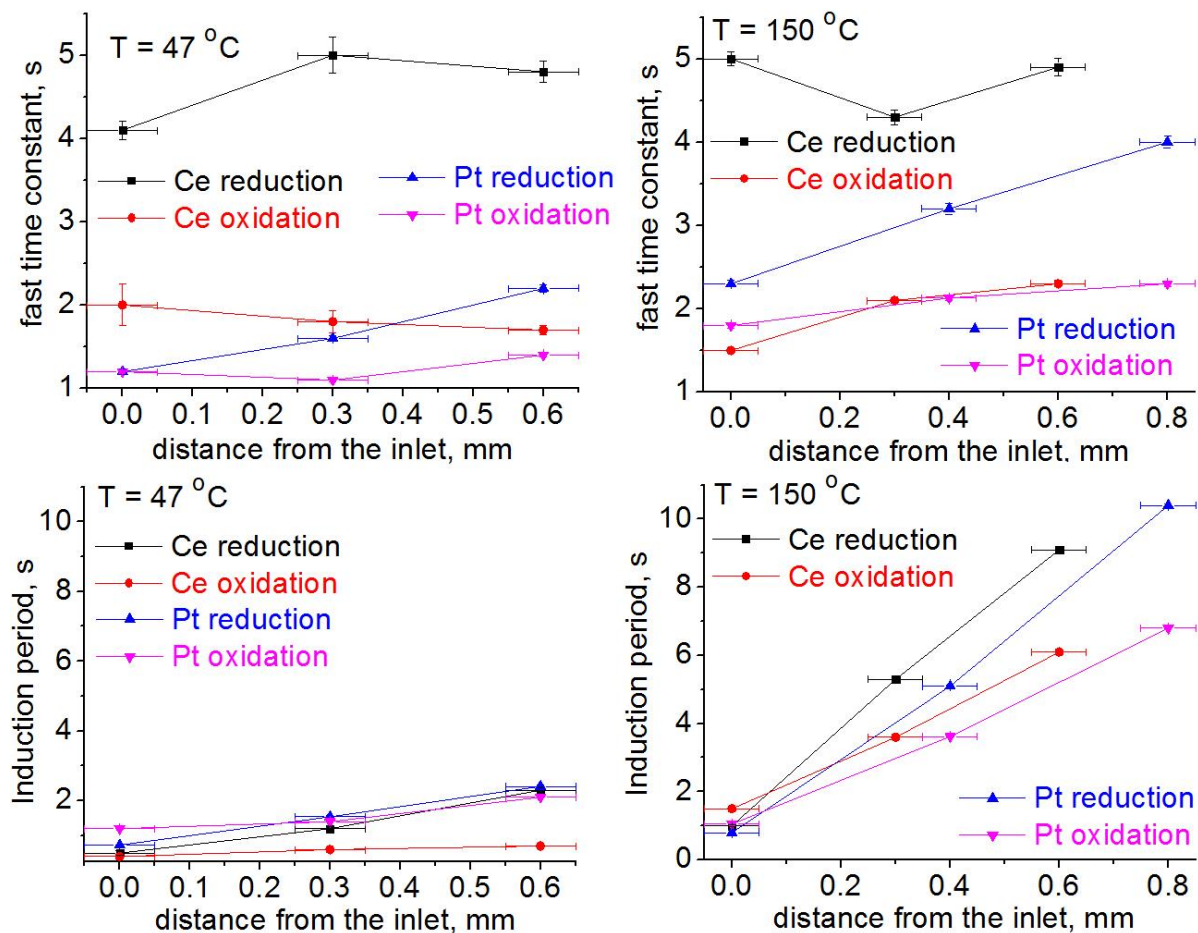 T = 47 °C
fast time constant, s
5
4
3
2
1
Ce reduction
Ce oxidation
Pt reduction
Pt oxidation
0.0 0.1 0.2 0.3 0.4 0.5 0.6
distance from the inlet, mm
T = 150 °C
fast time constant, s
5
4
3
2
1
Ce reduction
Ce oxidation
Pt reduction
Pt oxidation
0.0 0.2 0.4 0.6 0.8
distance from the inlet, mm
T = 47 °C
Induction period, s
10
8
6
4
2
Ce reduction
Ce oxidation
Pt reduction
Pt oxidation
0.0 0.1 0.2 0.3 0.4 0.5 0.6
distance from the inlet, mm
T = 150 °C
Induction period, s
10
8
6
4
2
0
Ce reduction
Ce oxidation
Pt reduction
Pt oxidation
0.0 0.2 0.4 0.6 0.8
distance from the inlet, mm